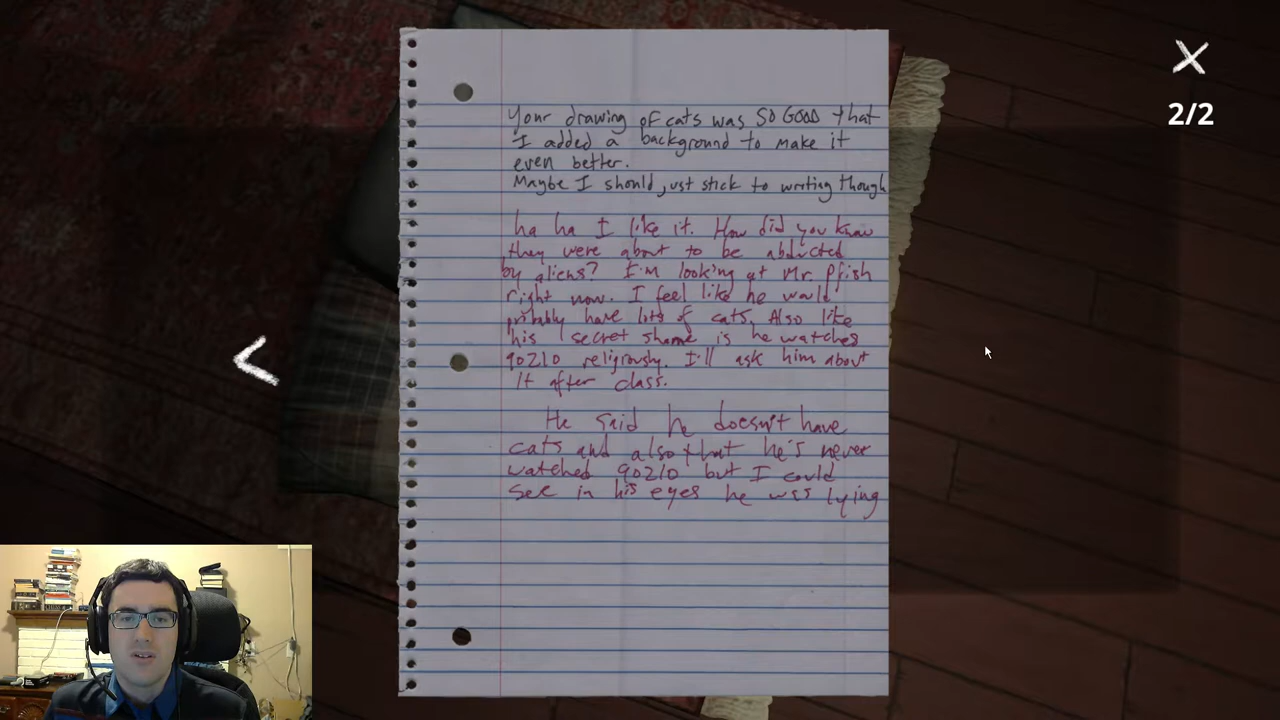 2/2
Your drawing of cats was SO GOOD that
I added a background to make it
even better.
Maybe I should just stick to writing though
ha ha I like it. How did you know
they were about to be abducted
by aliens? I'm looking at Mr. Pfish
right now. I feel like he would
probably have lots of cats. Also like
his secret shame is he watches
90210 religiously. I'll ask him about
it after class.
He said he doesn't have
cats and also that he's never
watched 90210 but I could
see in his eyes he was lying